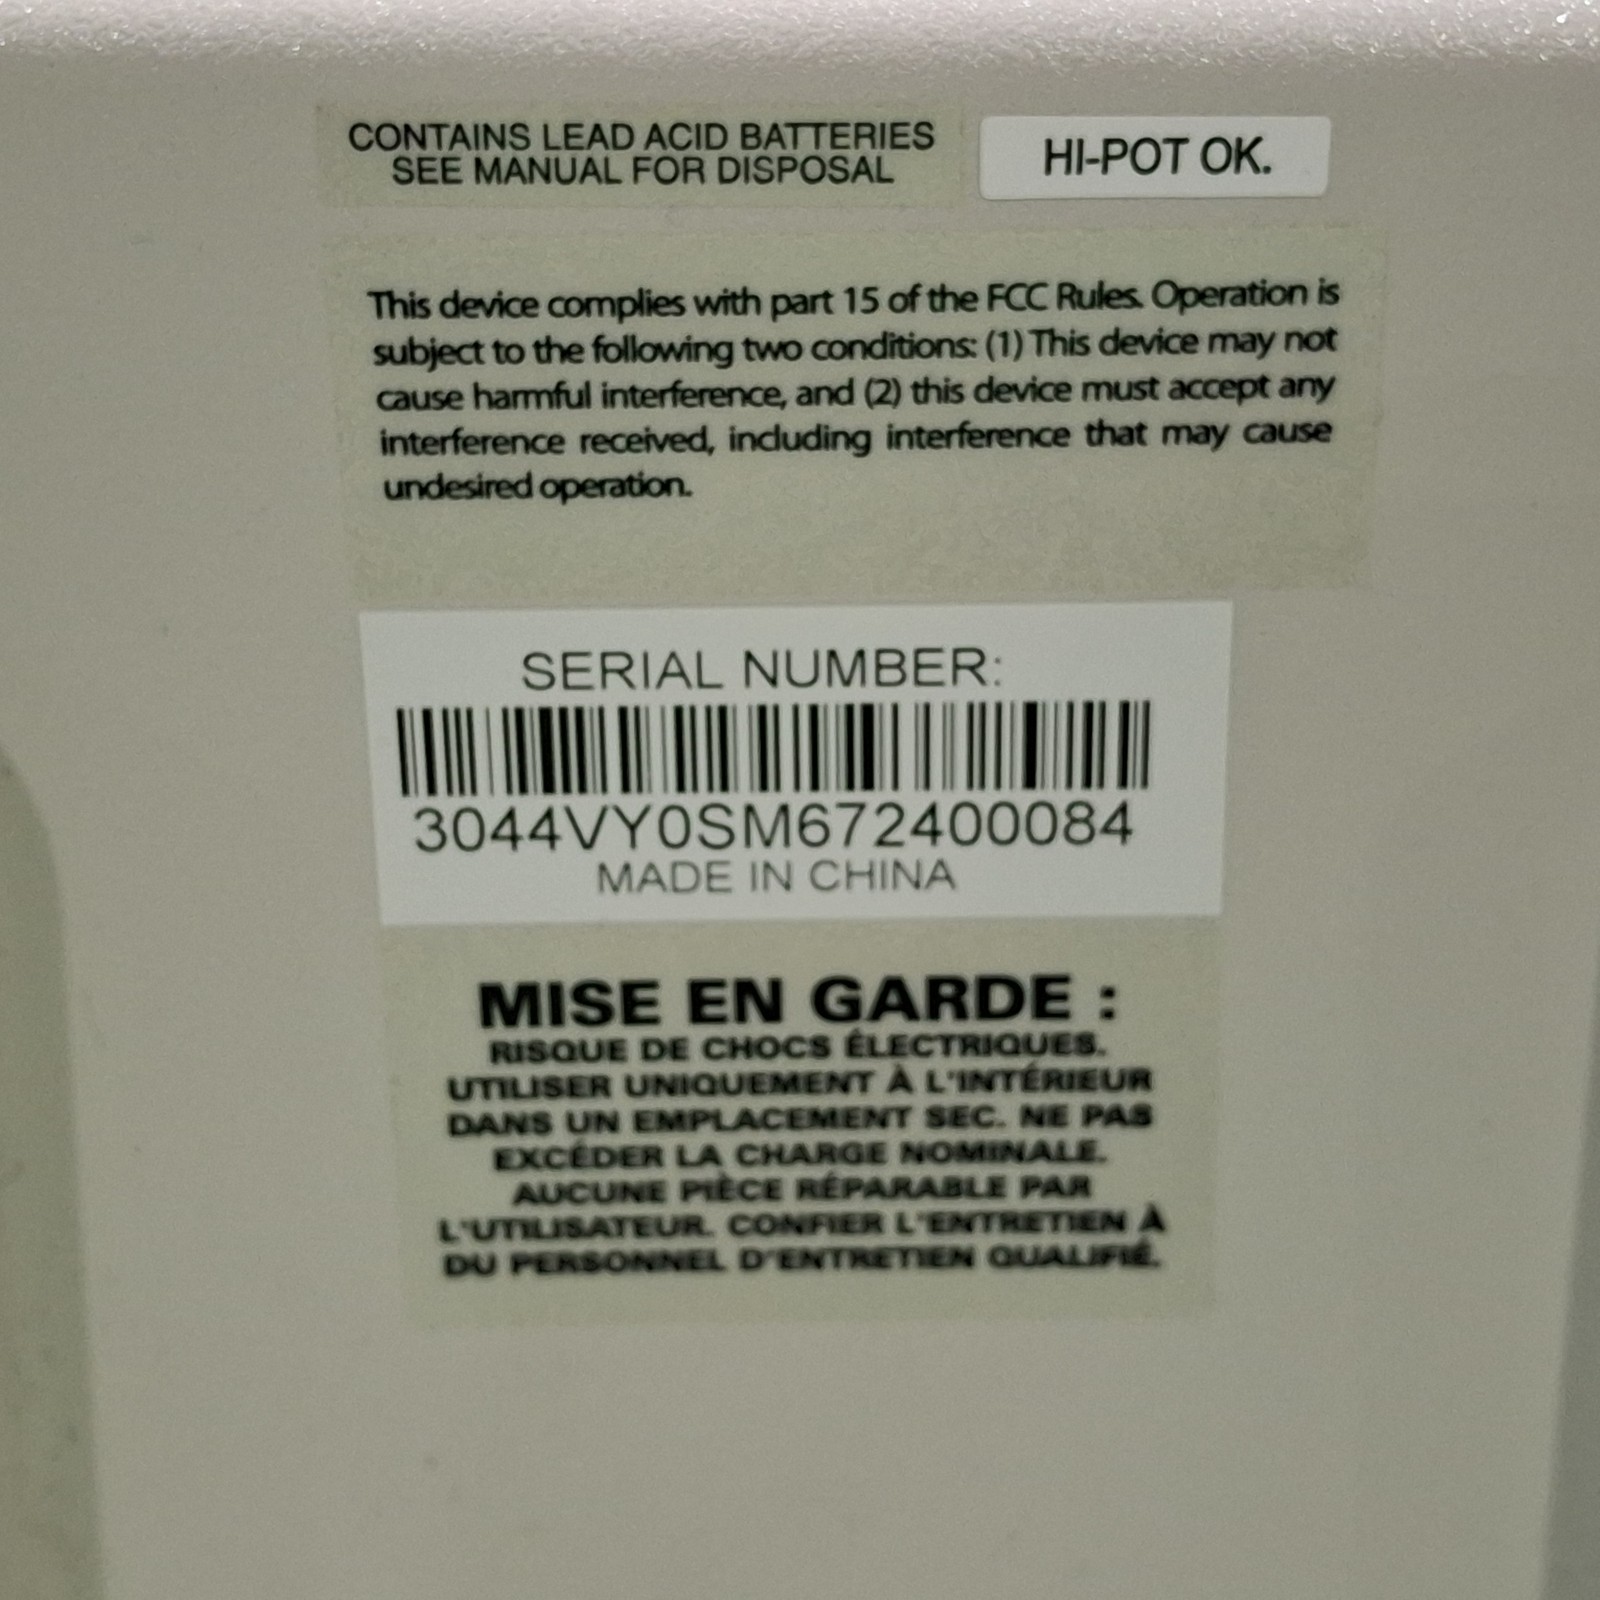 CONTAINS LEAD ACID BATTERIES
SEE MANUAL FOR DISPOSAL
HI-POT OK.
This device complies with part 15 of the FCC Rules. Operation is
subject to the following two conditions: (1) This device may not
cause harmful interference, and (2) this device must accept any
interference received, including interference that may cause
undesired operation.
SERIAL NUMBER:
3044VY0SM672400084
MADE IN CHINA
MISE EN GARDE :
RISQUE DE CHOCS ÉLECTRIQUES.
UTILISER UNIQUEMENT À L'INTÉRIEUR
DANS UN EMPLACEMENT SEC. NE PAS
EXCÉDER LA CHARGE NOMINALE.
AUCUNE PIÈCE RÉPARABLE PAR
L'UTILISATEUR. CONFIER L'ENTRETIEN À
DU PERSONNEL D'ENTRETIEN QUALIFIÉ.